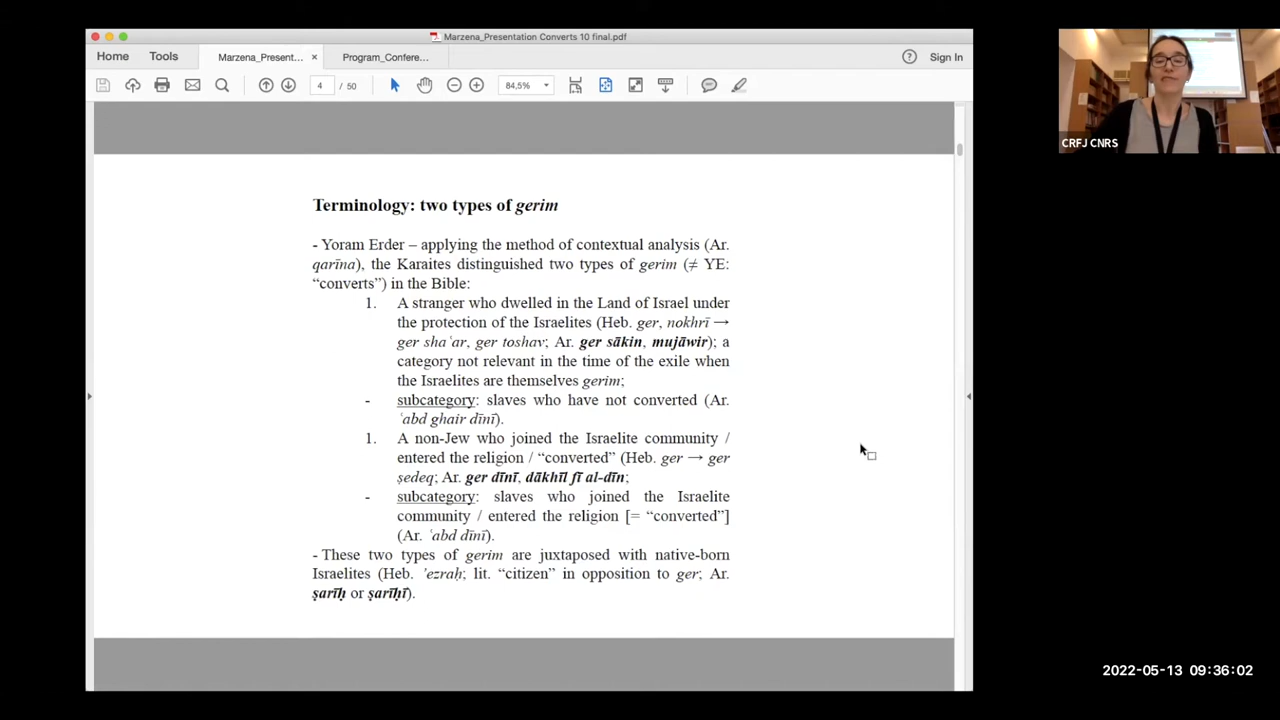 Marzena_Presentation Converts 10 final.pdf
Home Tools Marzena_Present... × Program_Confere... Sign In
4 / 50 84,5%
CRFJ CNRS
Terminology: two types of gerim
- Yoram Erder – applying the method of contextual analysis (Ar.
qarīna), the Karaites distinguished two types of gerim (≠ YE:
“converts”) in the Bible:
1. A stranger who dwelled in the Land of Israel under
the protection of the Israelites (Heb. ger, nokhrī →
ger shaʿar, ger toshav; Ar. ger sākin, mujāwir); a
category not relevant in the time of the exile when
the Israelites are themselves gerim;
- subcategory: slaves who have not converted (Ar.
ʿabd ghair dīnī).
1. A non-Jew who joined the Israelite community /
entered the religion / “converted” (Heb. ger → ger
ṣedeq; Ar. ger dīnī, dākhīl fī al-dīn;
- subcategory: slaves who joined the Israelite
community / entered the religion [= “converted”]
(Ar. ʿabd dīnī).
- These two types of gerim are juxtaposed with native-born
Israelites (Heb. ʾezraḥ; lit. “citizen” in opposition to ger; Ar.
ṣarīḥ or ṣarīḥī).
2022-05-13 09:36:02